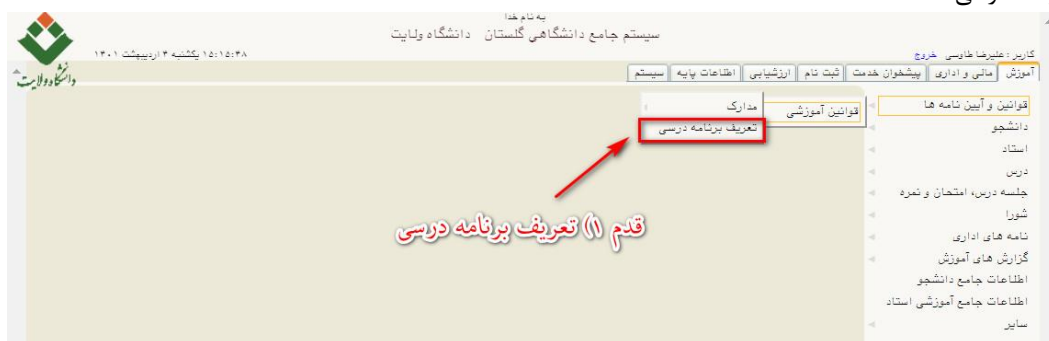 به نام خدا
سیستم جامع دانشگاهی گلستان دانشگاه ولایت
کاربر: علیرضا طاوسی خروج
۱۵:۱۵:۴۸ یکشنبه ۴ اردیبهشت ۱۴۰۱
دانشگاه ولایت
آموزش مالی و اداری پیشخوان خدمت ثبت نام ارزشیابی اطلاعات پایه سیستم
قوانین و آیین نامه ها
دانشجو
استاد
درس
جلسه درس، امتحان و نمره
شورا
نامه های اداری
گزارش های آموزش
اطلاعات جامع دانشجو
اطلاعات جامع آموزشی استاد
سایر
قوانین آموزشی
مدارک
تعریف برنامه درسی
قدم ۱) تعریف برنامه درسی